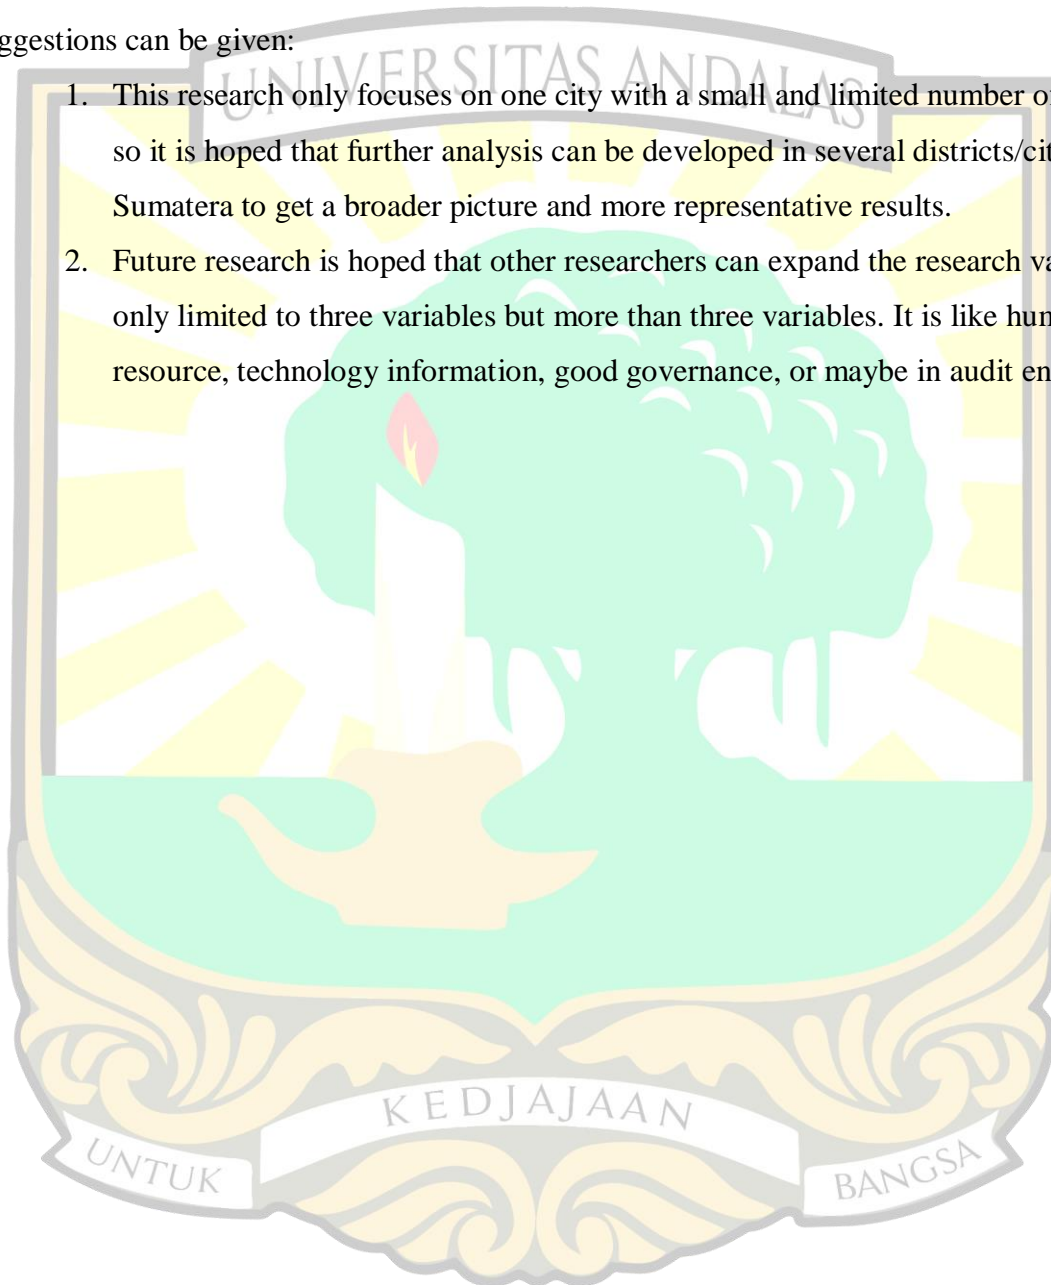 ggestions can be given:
UNIVERSITAS ANDALAS
1. This research only focuses on one city with a small and limited number o
so it is hoped that further analysis can be developed in several districts/cit
Sumatera to get a broader picture and more representative results.
2. Future research is hoped that other researchers can expand the research va
only limited to three variables but more than three variables. It is like hun
resource, technology information, good governance, or maybe in audit en
KEDJAJAAN
UNTUK
BANGSA